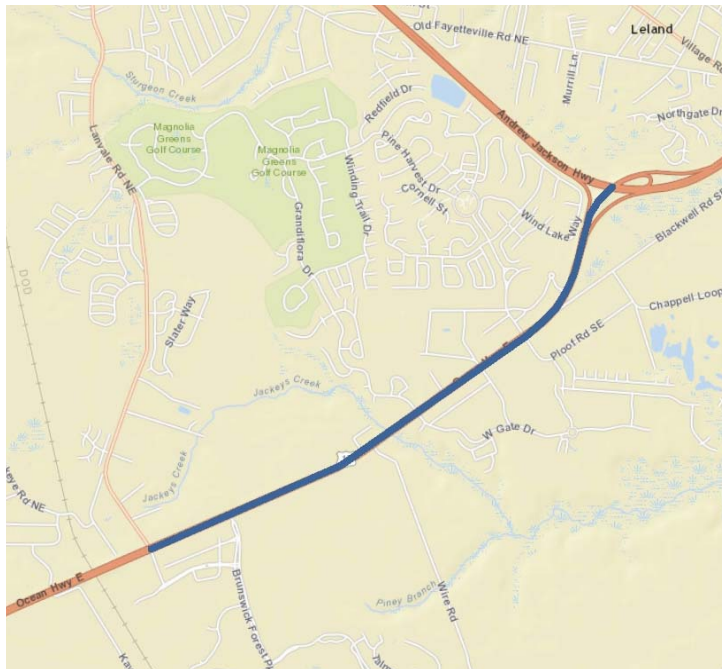 Old Fayetteville Rd NE
Leland
Village Rd
Murrill Ln
Sturgeon Creek
Redfield Dr
Andrew Jackson Hwy
Northgate Dr
Magnolia
Greens
Golf Course
Magnolia
Greens
Golf Course
Lanvale Rd NE
Pine Harvest Dr
Cornell St
Winding Trail Dr
Grandiflora Dr
Wind Lake
Way
Blackwell Rd SE
DOD
Chappell Loop
Slater Way
Ploof Rd SE
Jackeys Creek
W Gate Dr
Jackeys Creek
keye Rd NE
Ocean Hwy E
Brunswick Forest P
Piney Branch
Wire Rd